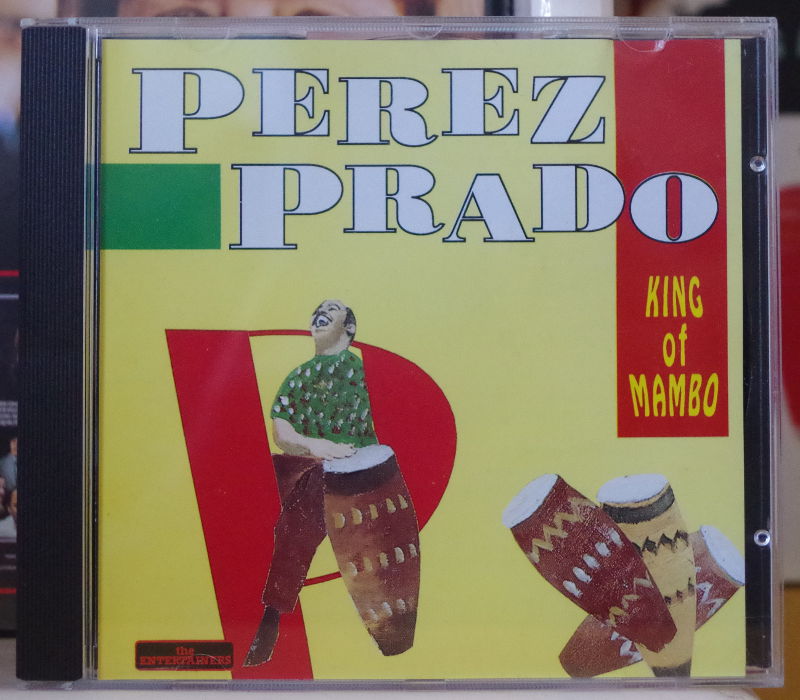 PEREZ
PRADO
KING
of
MAMBO
the
ENTERTAINERS